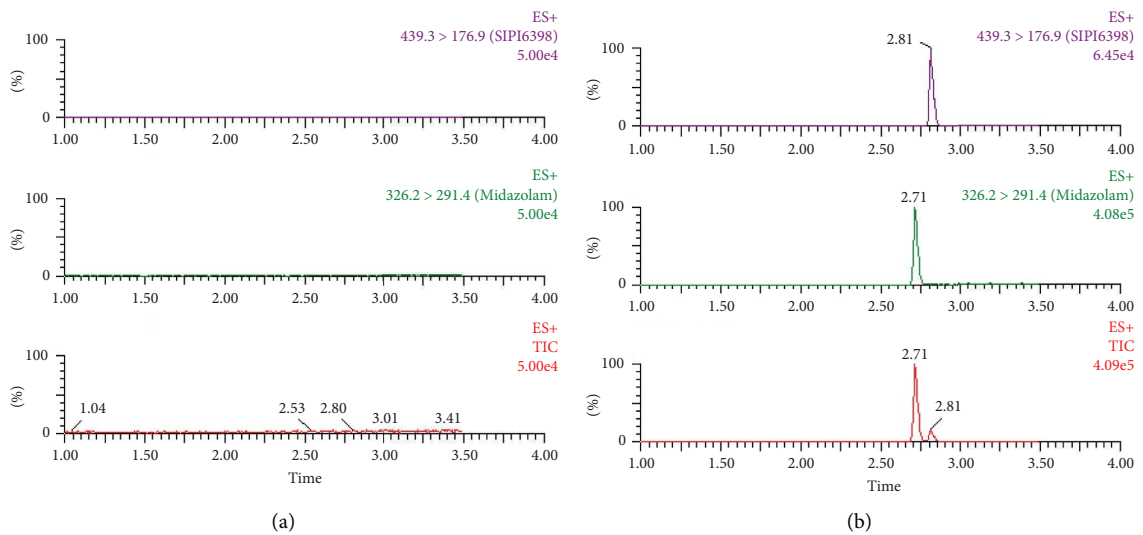 ES+
439.3 > 176.9 (SIPI6398)
5.00e4
100
(%)
0
1.00 1.50 2.00 2.50 3.00 3.50 4.00
ES+
326.2 > 291.4 (Midazolam)
5.00e4
100
(%)
0
1.00 1.50 2.00 2.50 3.00 3.50 4.00
ES+
TIC
5.00e4
100
(%)
1.04 2.53 2.80 3.01 3.41
0
1.00 1.50 2.00 2.50 3.00 3.50 4.00
Time
(a)
ES+
439.3 > 176.9 (SIPI6398)
6.45e4
2.81
100
(%)
0
1.00 1.50 2.00 2.50 3.00 3.50 4.00
ES+
326.2 > 291.4 (Midazolam)
4.08e5
2.71
100
(%)
0
1.00 1.50 2.00 2.50 3.00 3.50 4.00
ES+
TIC
4.09e5
2.71
100
2.81
(%)
0
1.00 1.50 2.00 2.50 3.00 3.50 4.00
Time
(b)